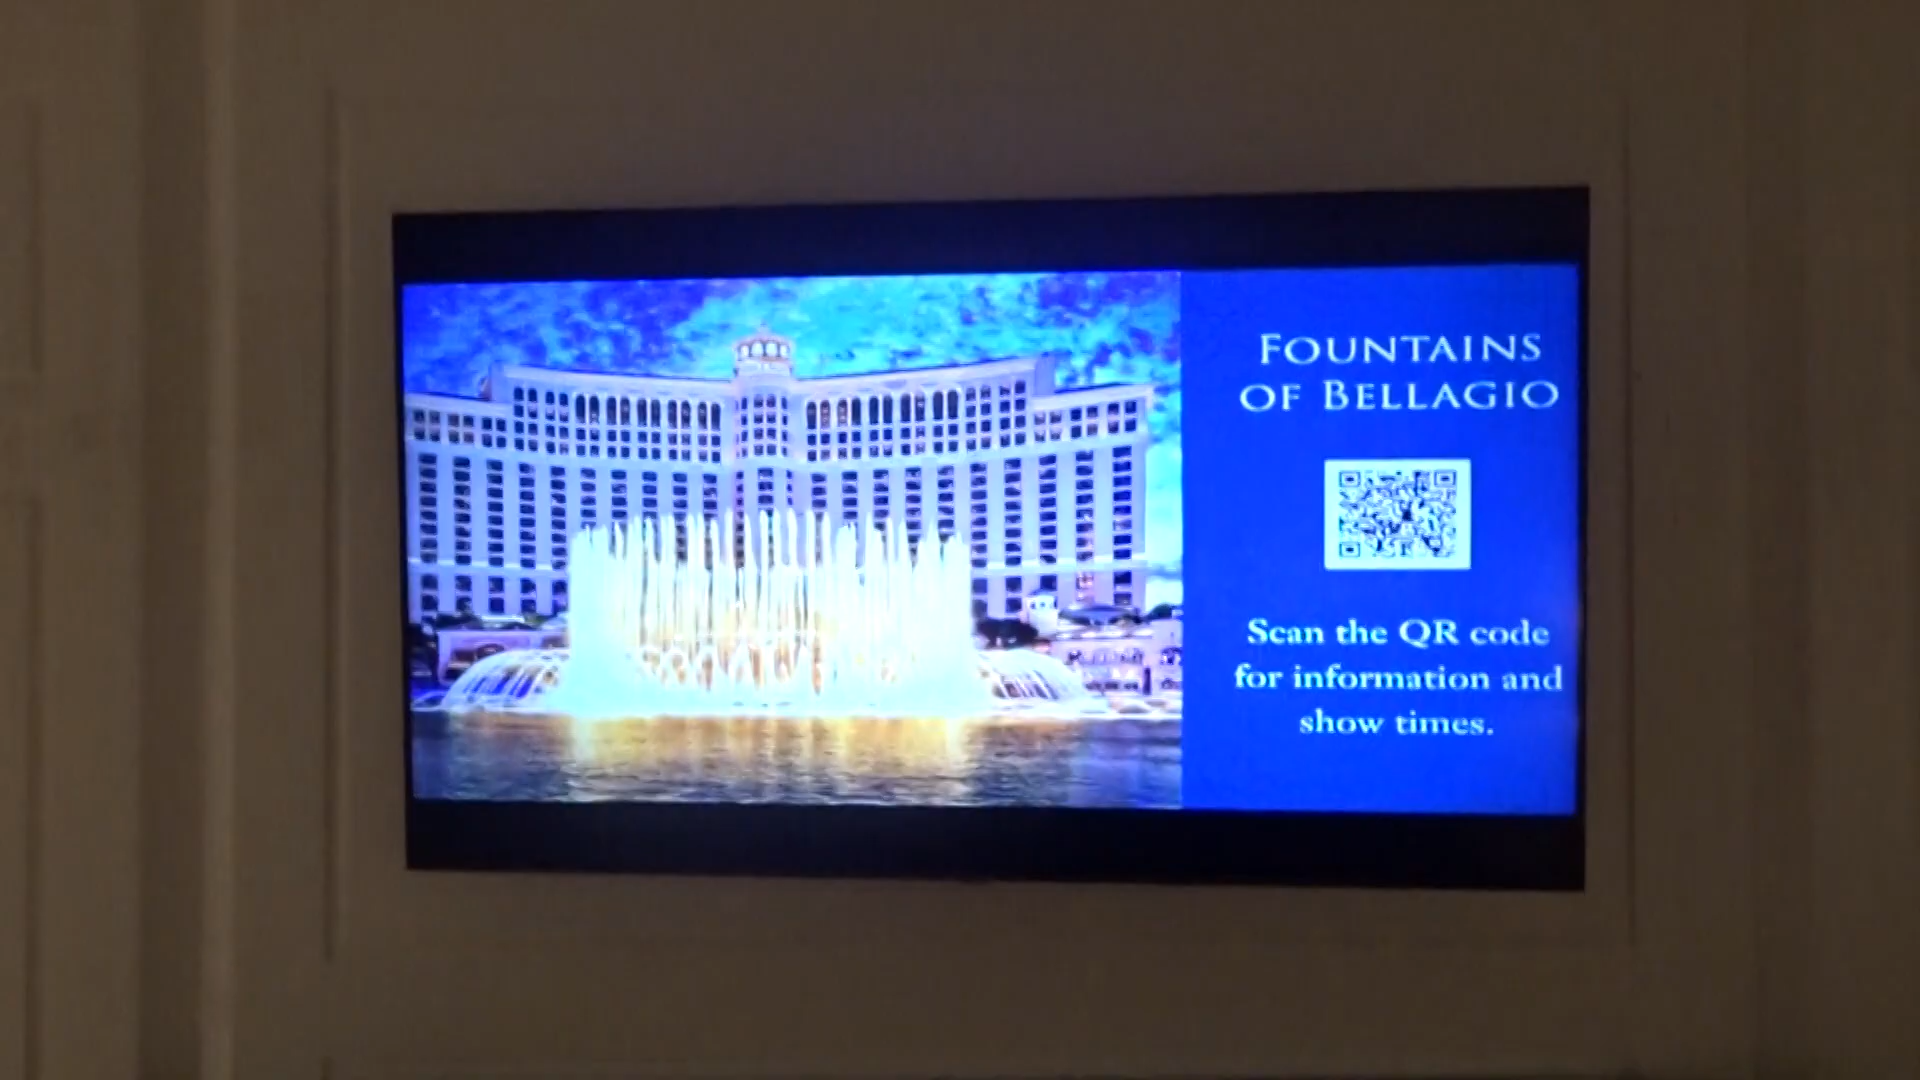 FOUNTAINS
OF BELLAGIO
Scan the QR code
for information and
show times.